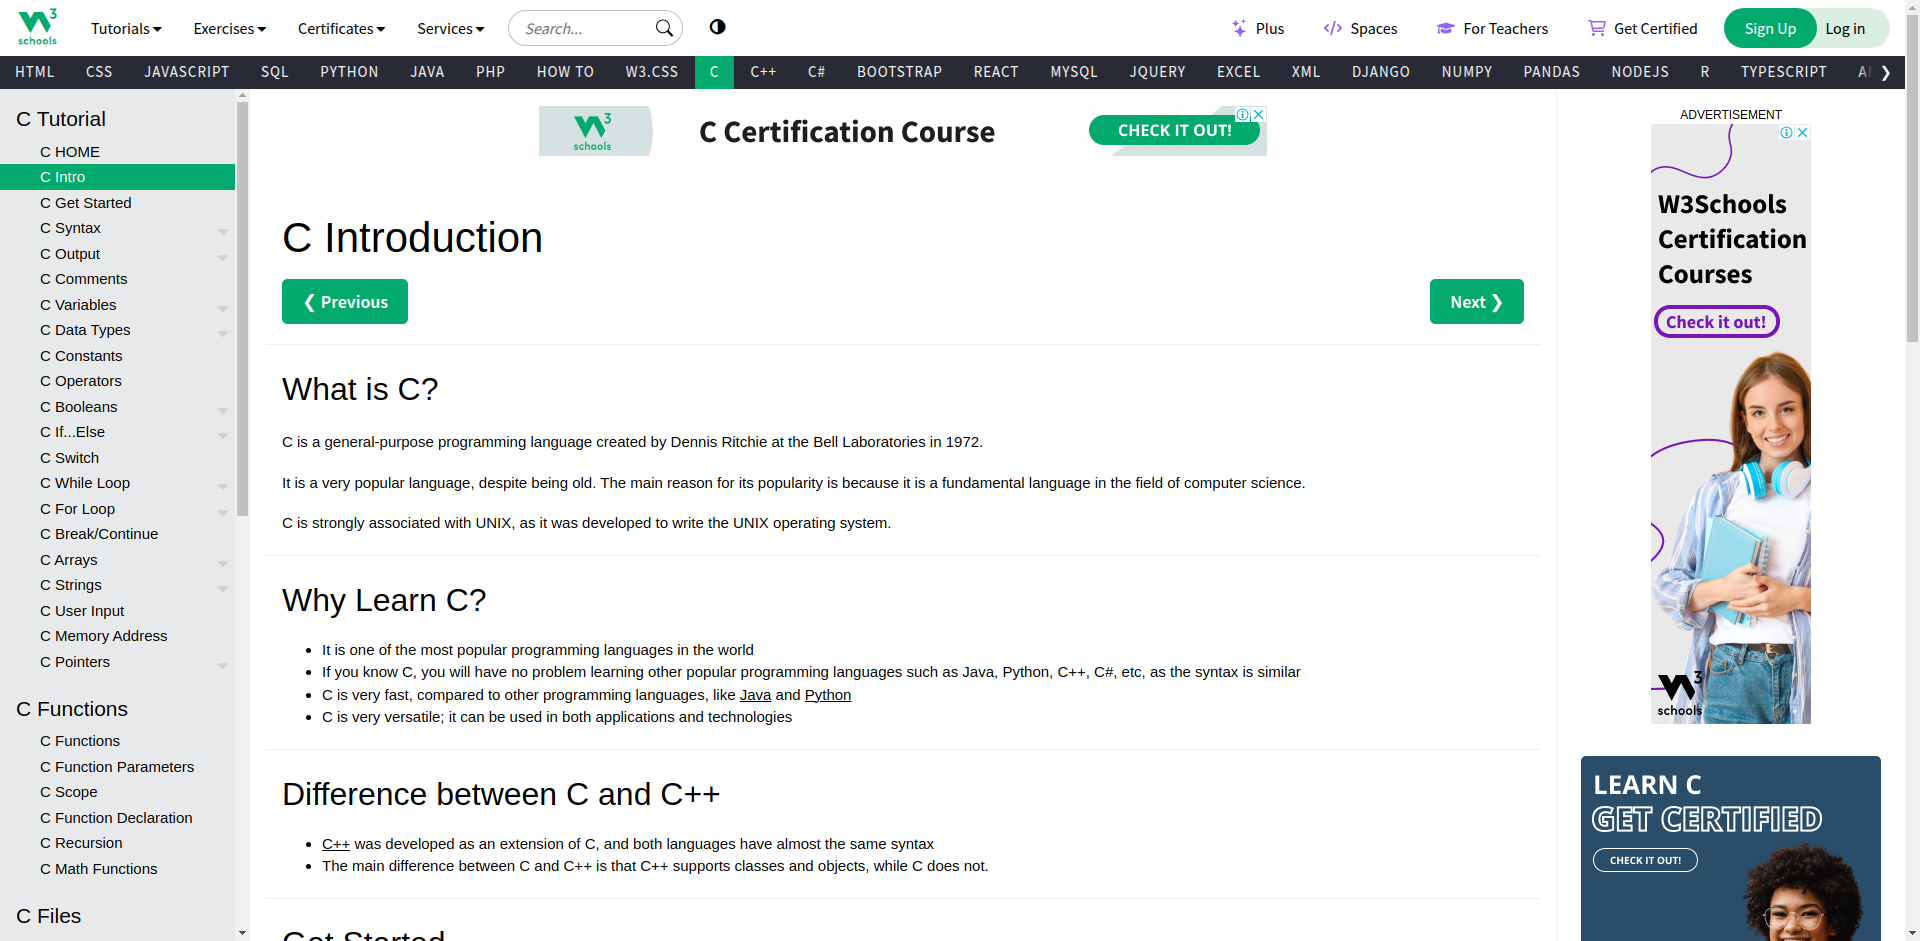 W3 schools
Tutorials
Exercises
Certificates
Services
Search...
Plus
Spaces
For Teachers
Get Certified
Sign Up
Log in
HTML CSS JAVASCRIPT SQL PYTHON JAVA PHP HOW TO W3.CSS C C++ C# BOOTSTRAP REACT MYSQL JQUERY EXCEL XML DJANGO NUMPY PANDAS NODEJS R TYPESCRIPT
C Tutorial
C HOME
C Intro
C Get Started
C Syntax
C Output
C Comments
C Variables
C Data Types
C Constants
C Operators
C Booleans
C If...Else
C Switch
C While Loop
C For Loop
C Break/Continue
C Arrays
C Strings
C User Input
C Memory Address
C Pointers
C Functions
C Functions
C Function Parameters
C Scope
C Function Declaration
C Recursion
C Math Functions
C Files
W3 schools
C Certification Course
CHECK IT OUT!
C Introduction
❮ Previous
Next ❯
What is C?
C is a general-purpose programming language created by Dennis Ritchie at the Bell Laboratories in 1972.
It is a very popular language, despite being old. The main reason for its popularity is because it is a fundamental language in the field of computer science.
C is strongly associated with UNIX, as it was developed to write the UNIX operating system.
Why Learn C?
It is one of the most popular programming languages in the world
If you know C, you will have no problem learning other popular programming languages such as Java, Python, C++, C#, etc, as the syntax is similar
C is very fast, compared to other programming languages, like Java and Python
C is very versatile; it can be used in both applications and technologies
Difference between C and C++
C++ was developed as an extension of C, and both languages have almost the same syntax
The main difference between C and C++ is that C++ supports classes and objects, while C does not.
Get Started
ADVERTISEMENT
W3Schools
Certification
Courses
Check it out!
W3 schools
LEARN C
GET CERTIFIED
CHECK IT OUT!